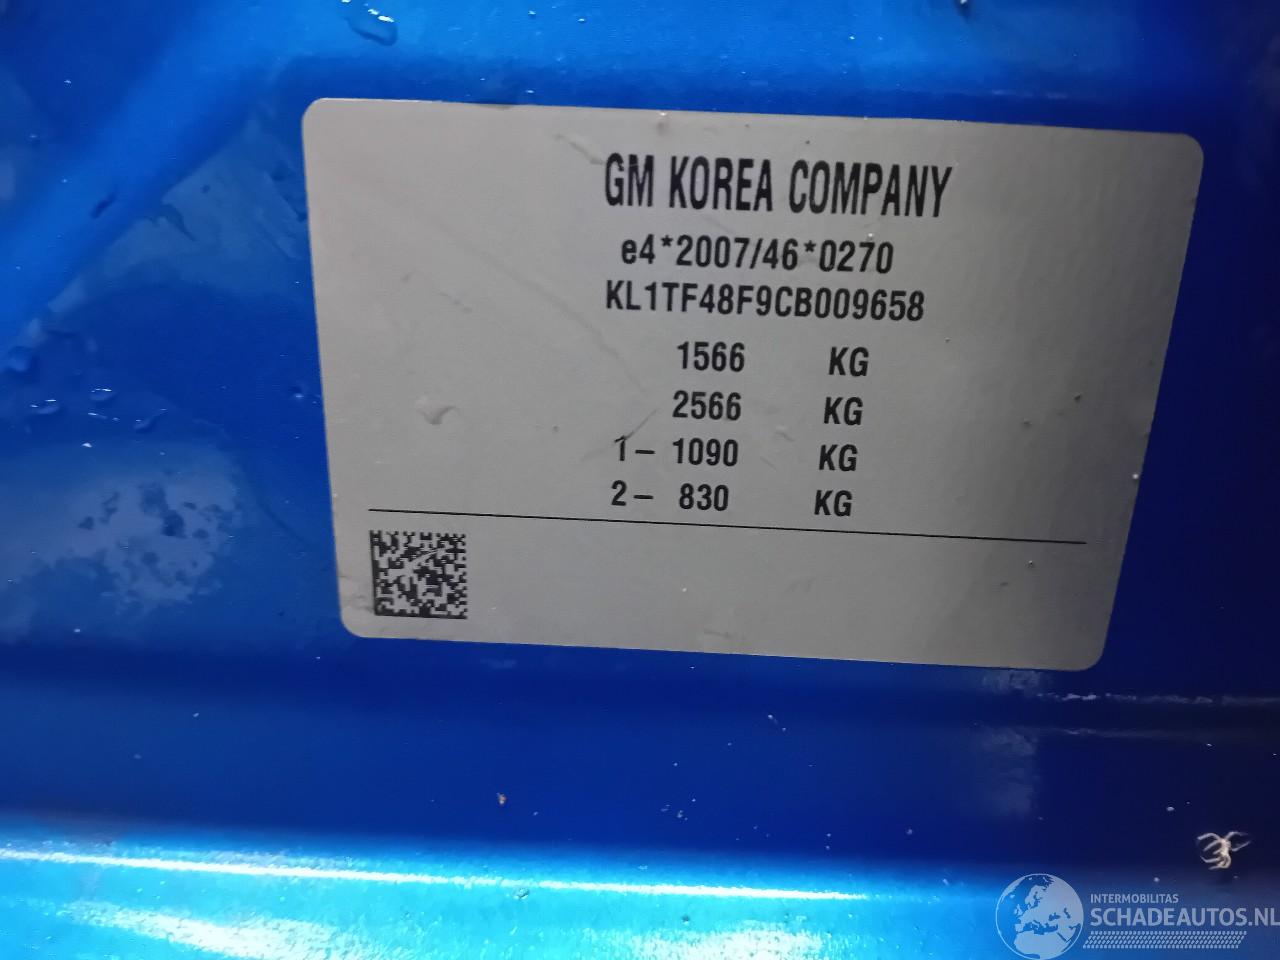 GM KOREA COMPANY
e4*2007/46*0270
KL1TF48F9CB009658
1566 KG
2566 KG
1– 1090 KG
2– 830 KG
INTERMOBILITAS
SCHADEAUTOS.NL